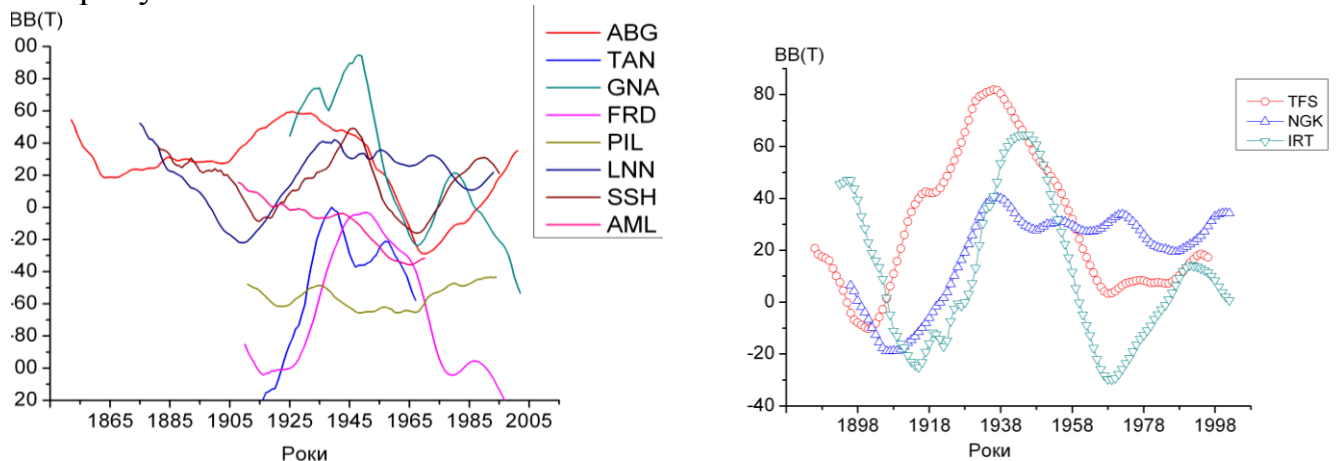 BB(T)
00
80
60
40
20
0
-20
-40
-60
-80
00
20
1865 1885 1905 1925 1945 1965 1985 2005
Роки
ABG
TAN
GNA
FRD
PIL
LNN
SSH
AML
BB(T)
80
60
40
20
0
-20
-40
1898 1918 1938 1958 1978 1998
Роки
TFS
NGK
IRT